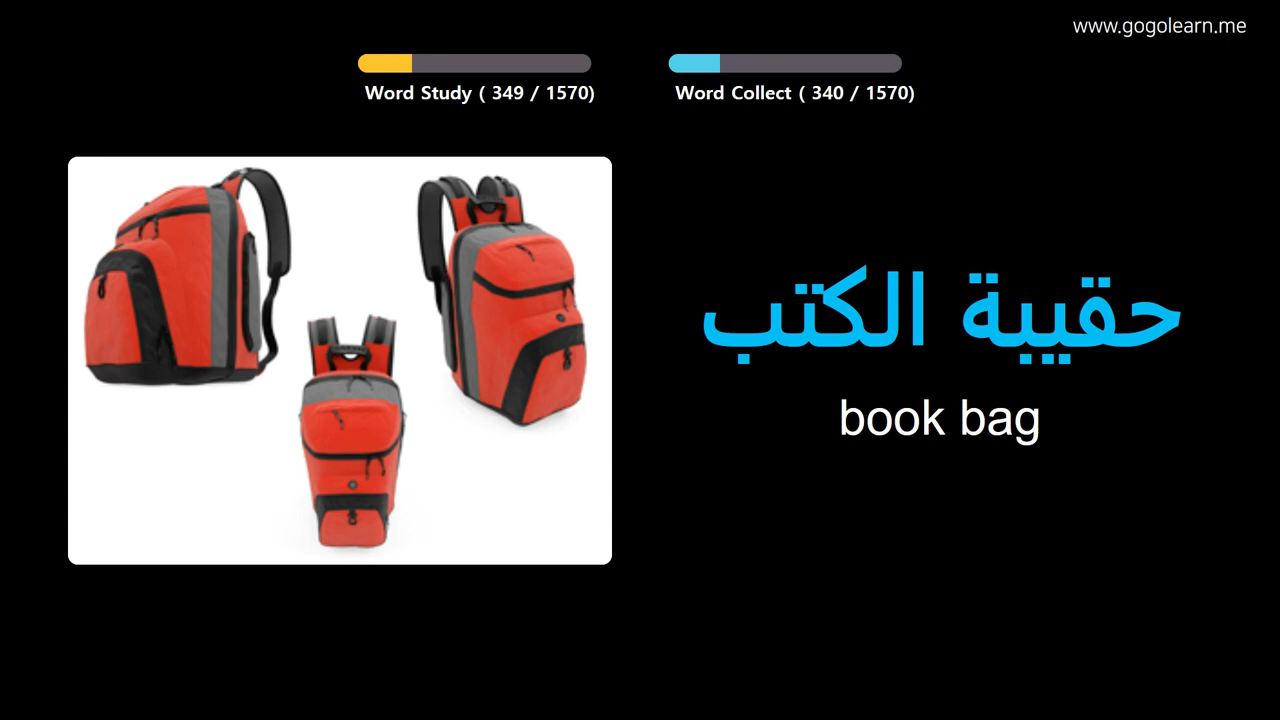 www.gogolearn.me
Word Study ( 349 / 1570)
Word Collect ( 340 / 1570)
حقيبة الكتب
book bag